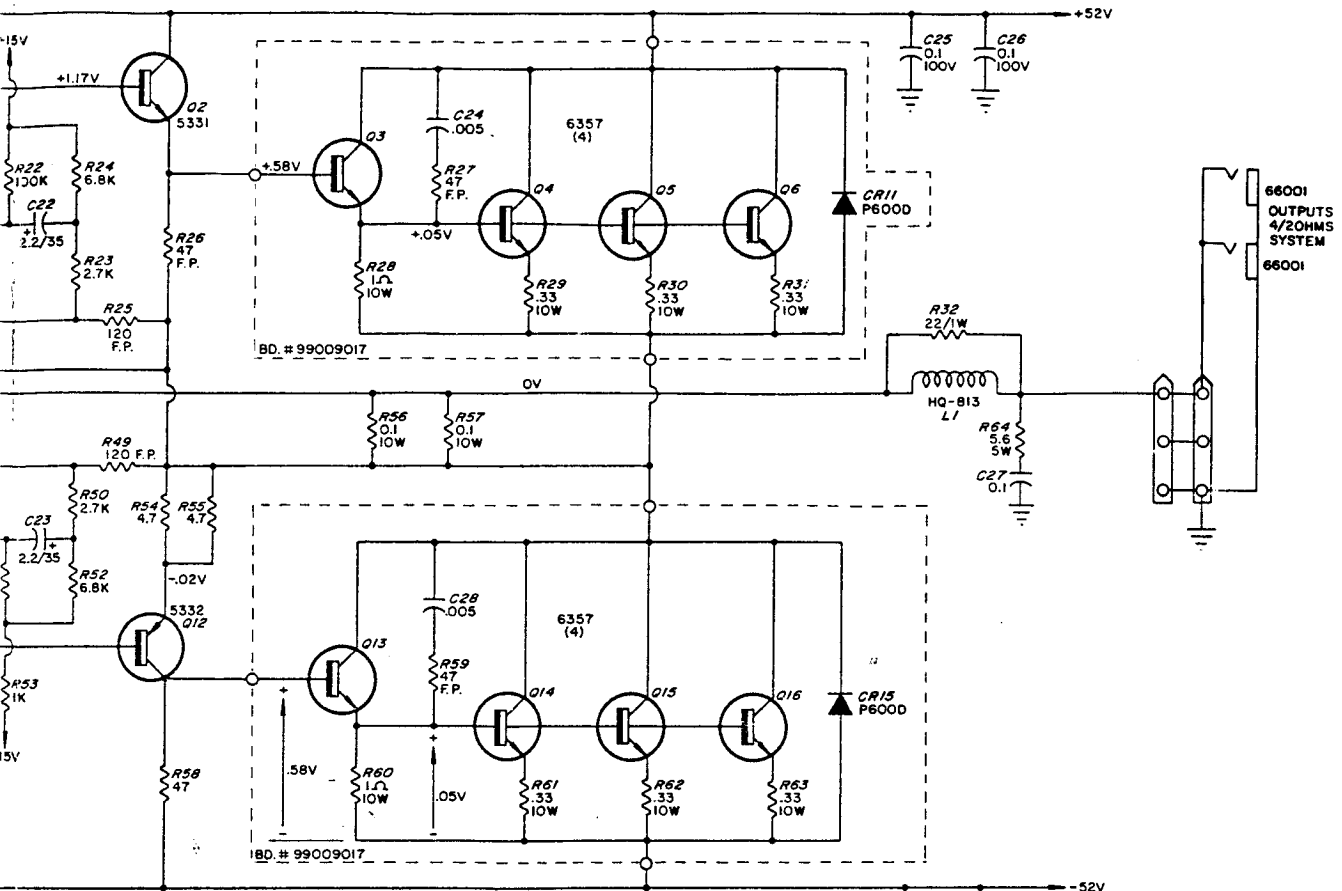 +52V
+15V
+1.17V
Q2
5331
C25
0.1
100V
C26
0.1
100V
R22
100K
R24
6.8K
C22
+
2.2/35
R23
2.7K
R25
120
F.P.
R26
47
F.P.
+.58V
Q3
C24
.005
R27
47
F.P.
6357
(4)
Q4
Q5
Q6
CR11
P600D
+.05V
R28
1Ω
10W
R29
.33
10W
R30
.33
10W
.33
10W
BD. # 99009017
66001
OUTPUTS
4/2OHMS
SYSTEM
66001
R32
22/1W
OV
HQ-813
L1
R56
0.1
10W
R57
0.1
10W
R64
5.6
5W
C27
0.1
R49
120 F.P.
R50
2.7K
R54
4.7
R55
4.7
C23
+
2.2/35
R52
6.8K
-.02V
5332
Q12
R53
1K
15V
R58
47
Q13
C28
.005
R59
47
F.P.
6357
(4)
Q14
Q15
Q16
CR15
P600D
+
.58V
-
R60
1Ω
10W
+
.05V
-
R61
.33
10W
R62
.33
10W
R63
.33
10W
BD. # 99009017
-52V